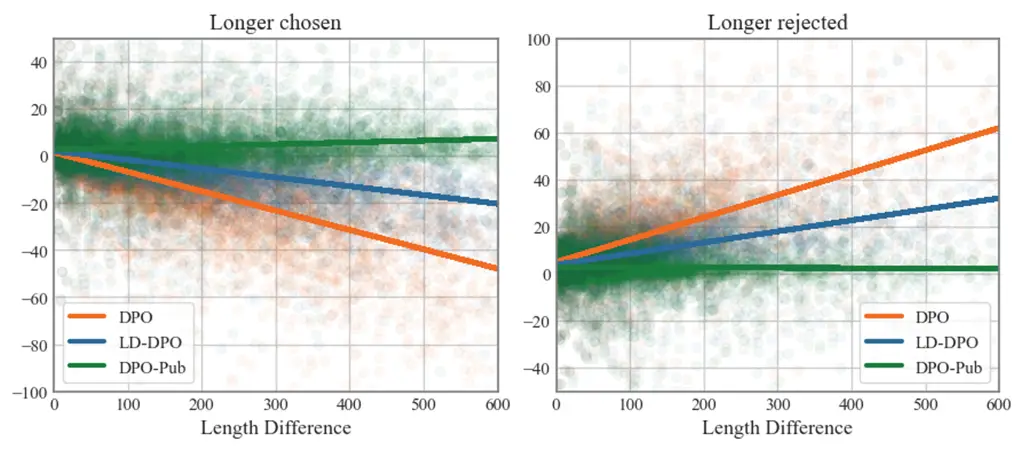 Longer chosen
40
20
0
−20
−40
−60
−80
−100
DPO
LD-DPO
DPO-Pub
0 100 200 300 400 500 600
Length Difference
Longer rejected
100
80
60
40
20
0
−20
−40
DPO
LD-DPO
DPO-Pub
0 100 200 300 400 500 600
Length Difference